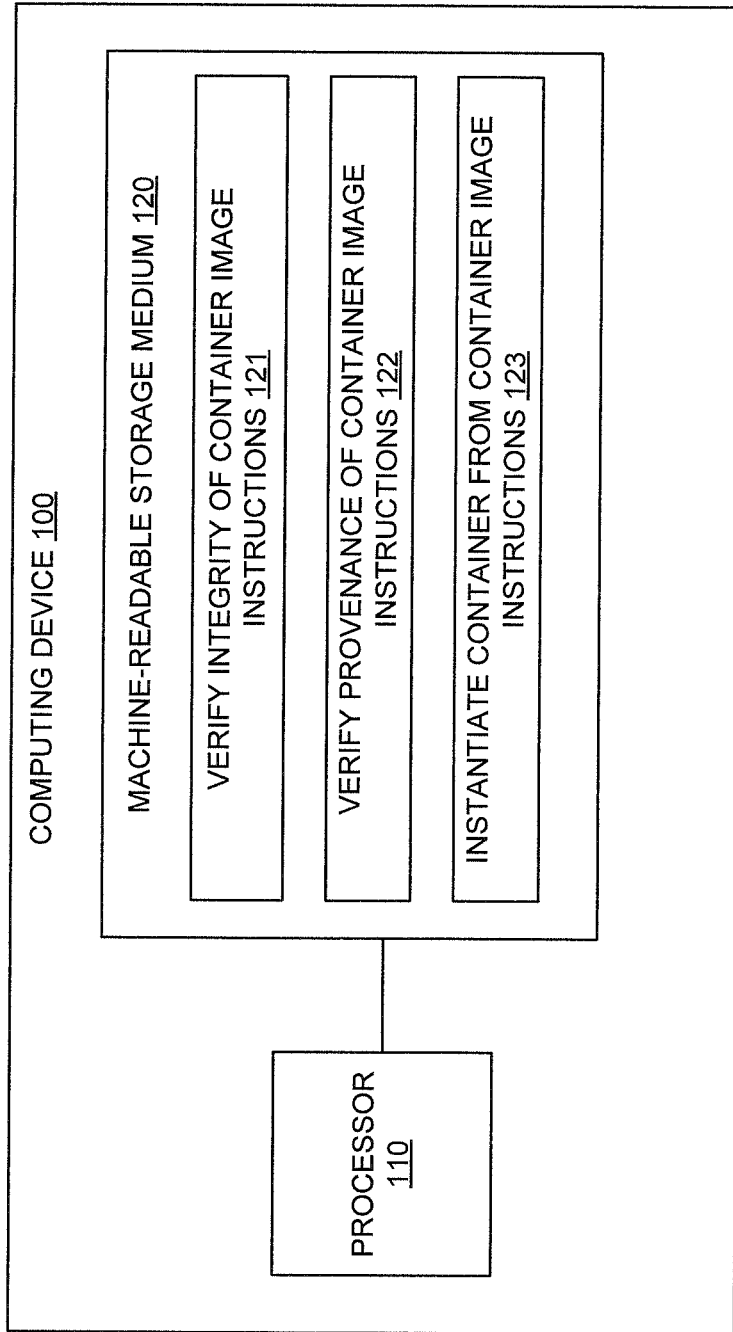 COMPUTING DEVICE 100
MACHINE-READABLE STORAGE MEDIUM 120
VERIFY INTEGRITY OF CONTAINER IMAGE
INSTRUCTIONS 121
VERIFY PROVENANCE OF CONTAINER IMAGE
INSTRUCTIONS 122
INSTANTIATE CONTAINER FROM CONTAINER IMAGE
INSTRUCTIONS 123
PROCESSOR
110